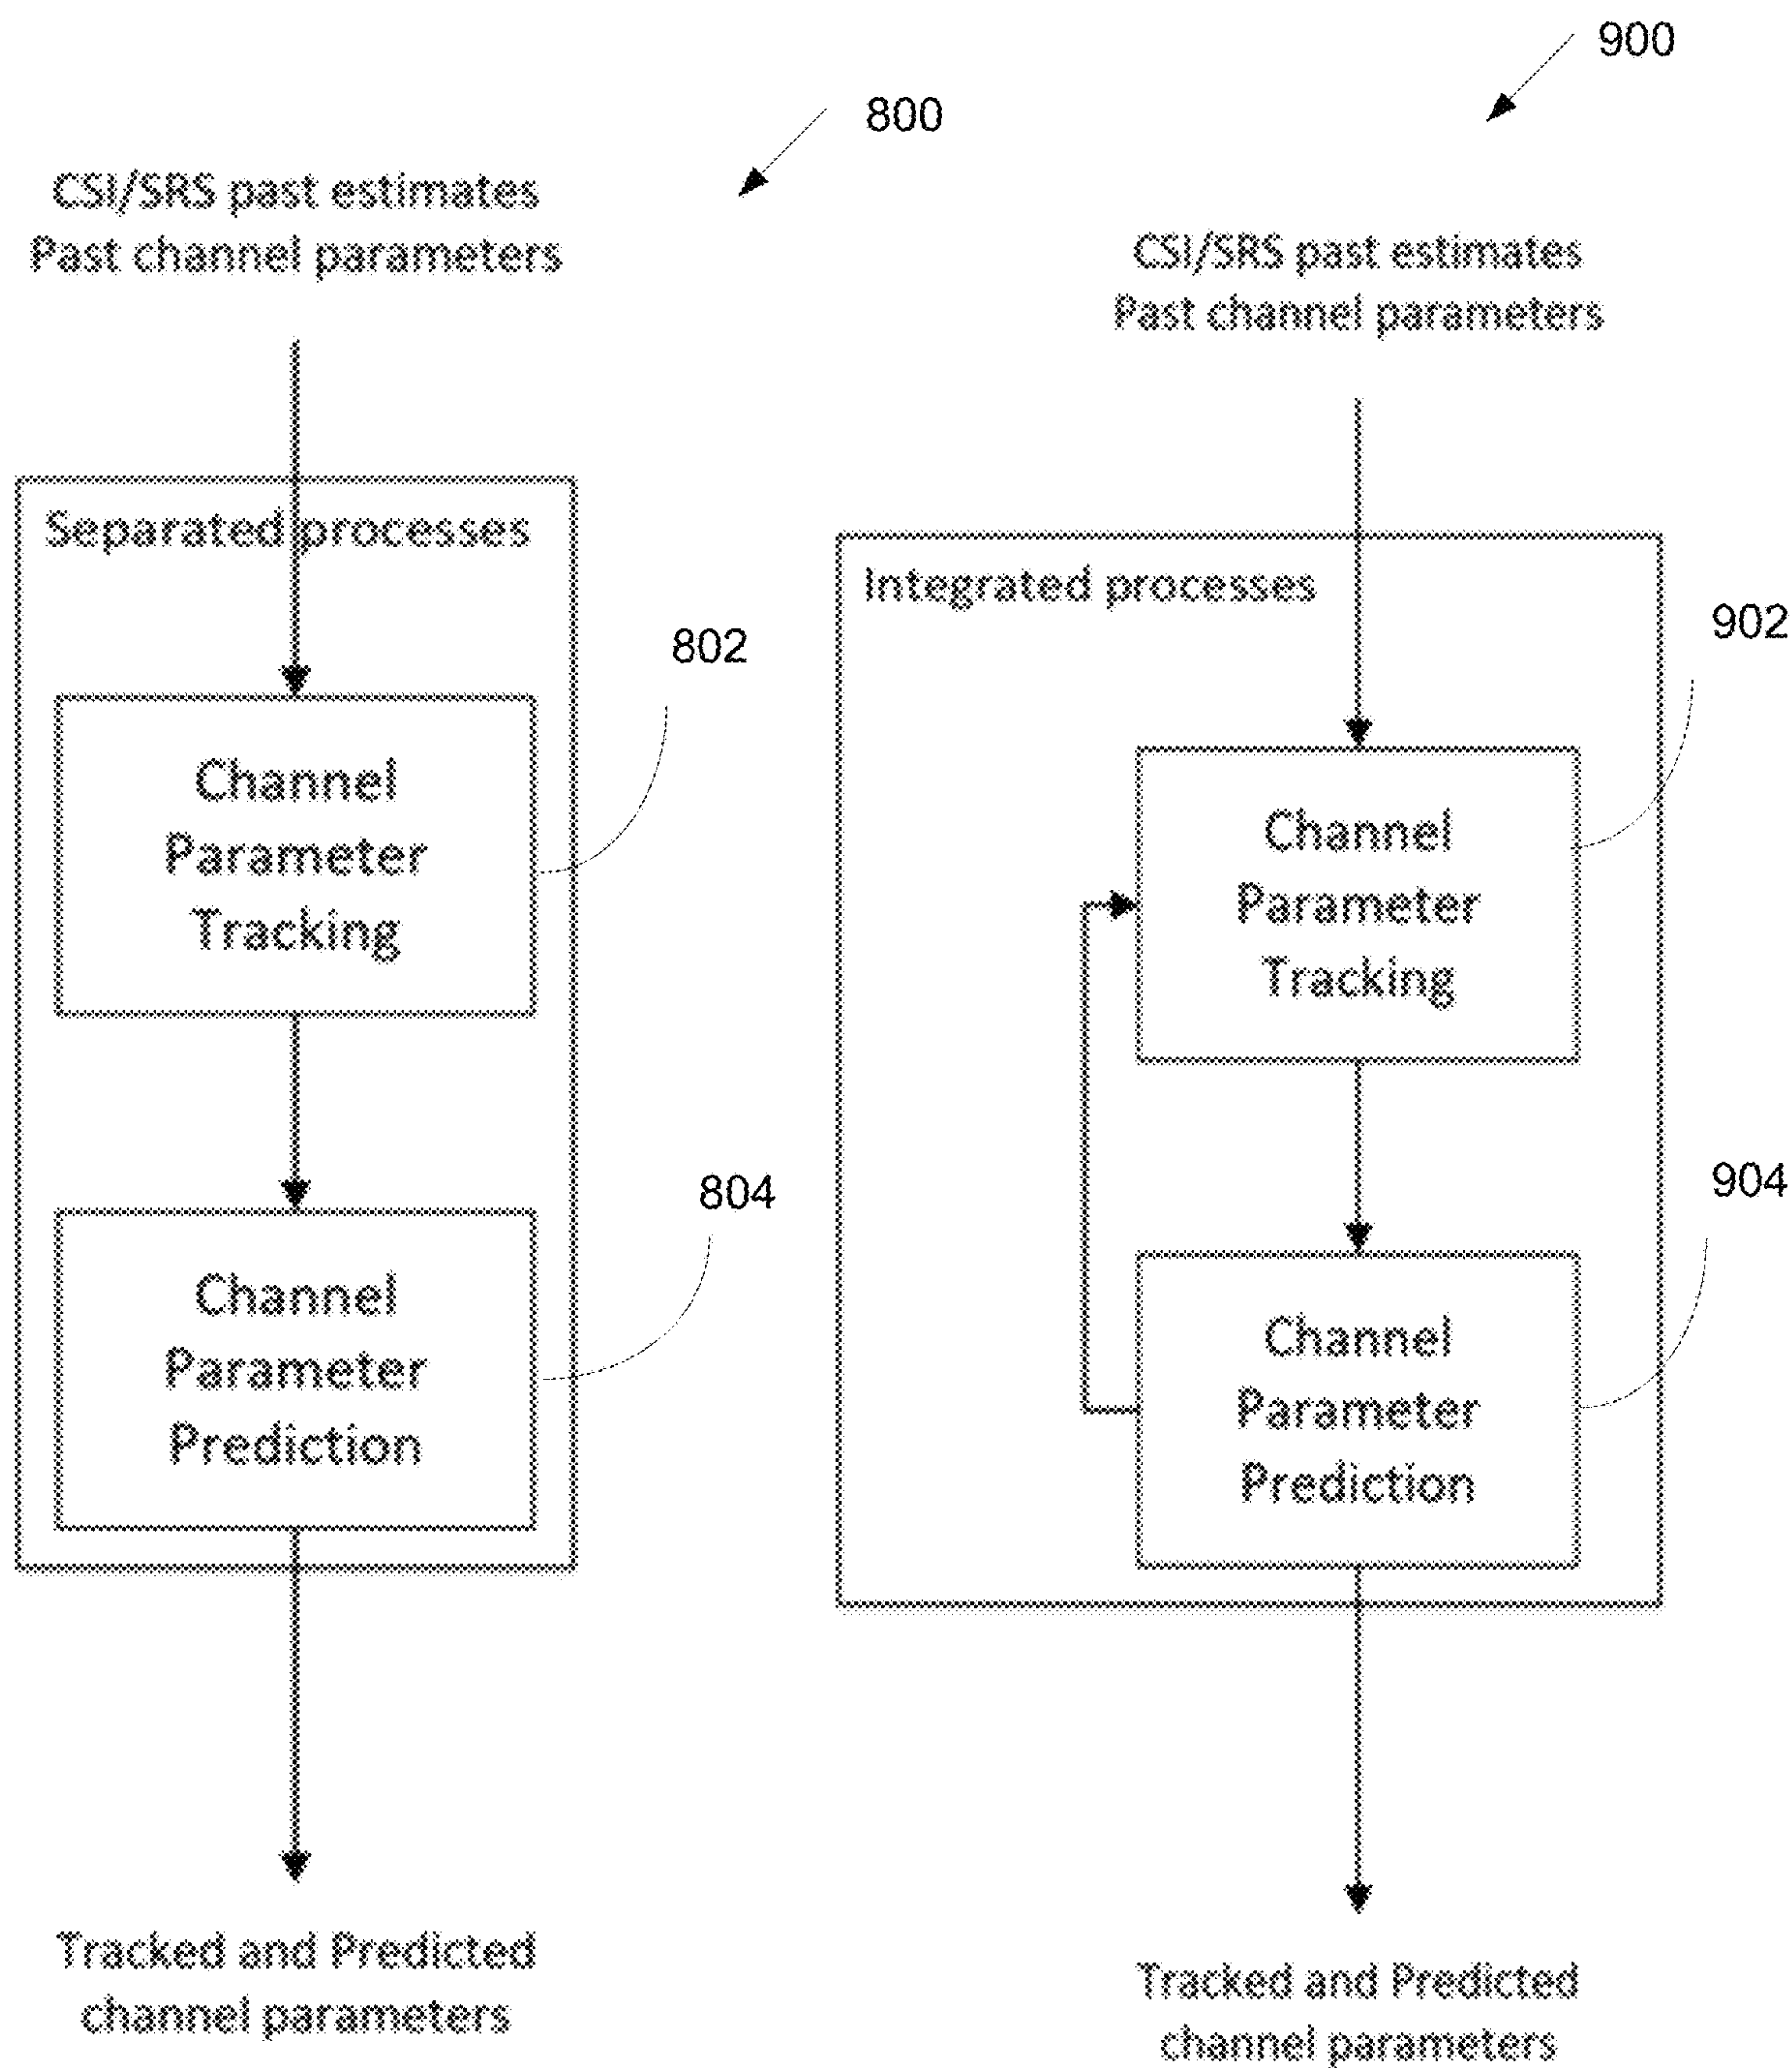 800
CSI/SRS past estimates
Past channel parameters
Separated processes
802
Channel
Parameter
Tracking
804
Channel
Parameter
Prediction
Tracked and Predicted
channel parameters
900
CSI/SRS past estimates
Past channel parameters
Integrated processes
902
Channel
Parameter
Tracking
904
Channel
Parameter
Prediction
Tracked and Predicted
channel parameters